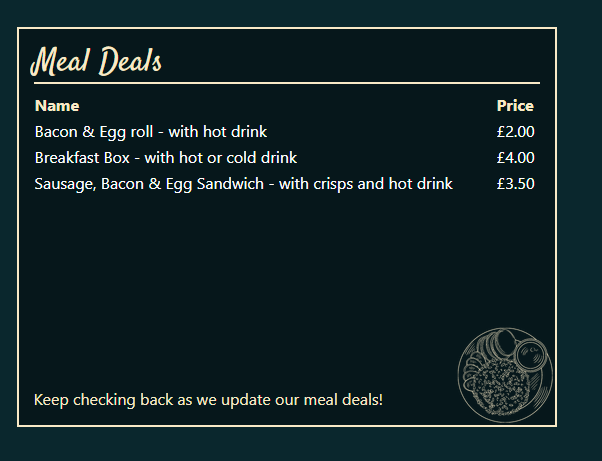 Meal Deals
Name Price
Bacon & Egg roll - with hot drink £2.00
Breakfast Box - with hot or cold drink £4.00
Sausage, Bacon & Egg Sandwich - with crisps and hot drink £3.50
Keep checking back as we update our meal deals!